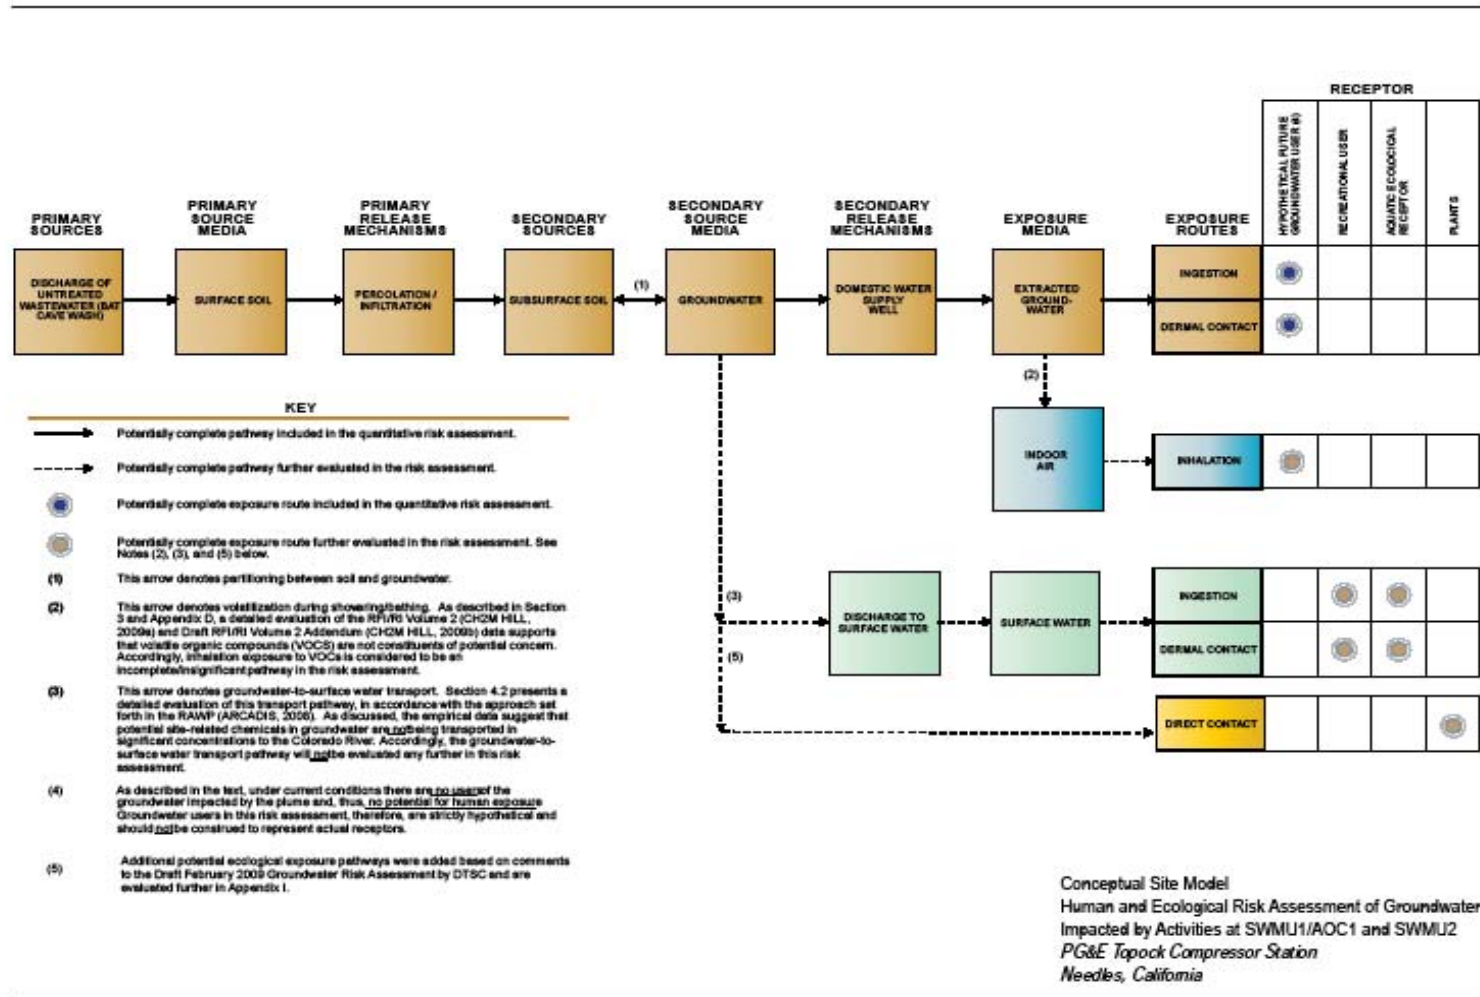 RECEPTOR
HYPOTHETICAL FUTURE
GROUNDWATER USER (4)
RECREATIONAL USER
AQUATIC ECOLOGICAL
RECEPTOR
PLANTS
PRIMARY
SOURCES
PRIMARY
SOURCE
MEDIA
PRIMARY
RELEASE
MECHANISMS
SECONDARY
SOURCES
SECONDARY
SOURCE
MEDIA
SECONDARY
RELEASE
MECHANISMS
EXPOSURE
MEDIA
EXPOSURE
ROUTES
DISCHARGE OF
UNTREATED
WASTEWATER (BAT
CAVE WASH)
SURFACE SOIL
PERCOLATION /
INFILTRATION
SUBSURFACE SOIL
(1)
GROUNDWATER
DOMESTIC WATER
SUPPLY
WELL
EXTRACTED
GROUND-
WATER
INGESTION
DERMAL CONTACT
(2)
INDOOR
AIR
INHALATION
(3)
DISCHARGE TO
SURFACE WATER
SURFACE WATER
INGESTION
DERMAL CONTACT
(5)
DIRECT CONTACT
KEY
Potentially complete pathway included in the quantitative risk assessment.
Potentially complete pathway further evaluated in the risk assessment.
Potentially complete exposure route included in the quantitative risk assessment.
Potentially complete exposure route further evaluated in the risk assessment. See
Notes (2), (3), and (5) below.
(1) This arrow denotes partitioning between soil and groundwater.
(2) This arrow denotes volatilization during showering/bathing. As described in Section
3 and Appendix D, a detailed evaluation of the RFI/RI Volume 2 (CH2M HILL,
2009a) and Draft RFI/RI Volume 2 Addendum (CH2M HILL, 2009b) data supports
that volatile organic compounds (VOCS) are not constituents of potential concern.
Accordingly, inhalation exposure to VOCs is considered to be an
incomplete/insignificant pathway in the risk assessment.
(3) This arrow denotes groundwater-to-surface water transport. Section 4.2 presents a
detailed evaluation of this transport pathway, in accordance with the approach set
forth in the RAWP (ARCADIS, 2008). As discussed, the empirical data suggest that
potential site-related chemicals in groundwater are not being transported in
significant concentrations to the Colorado River. Accordingly, the groundwater-to-
surface water transport pathway will not be evaluated any further in this risk
assessment.
(4) As described in the text, under current conditions there are no users of the
groundwater impacted by the plume and, thus, no potential for human exposure
Groundwater users in this risk assessment, therefore, are strictly hypothetical and
should not be construed to represent actual receptors.
(5) Additional potential ecological exposure pathways were added based on comments
to the Draft February 2009 Groundwater Risk Assessment by DTSC and are
evaluated further in Appendix I.
Conceptual Site Model
Human and Ecological Risk Assessment of Groundwater
Impacted by Activities at SWMU1/AOC1 and SWMU2
PG&E Topock Compressor Station
Needles, California